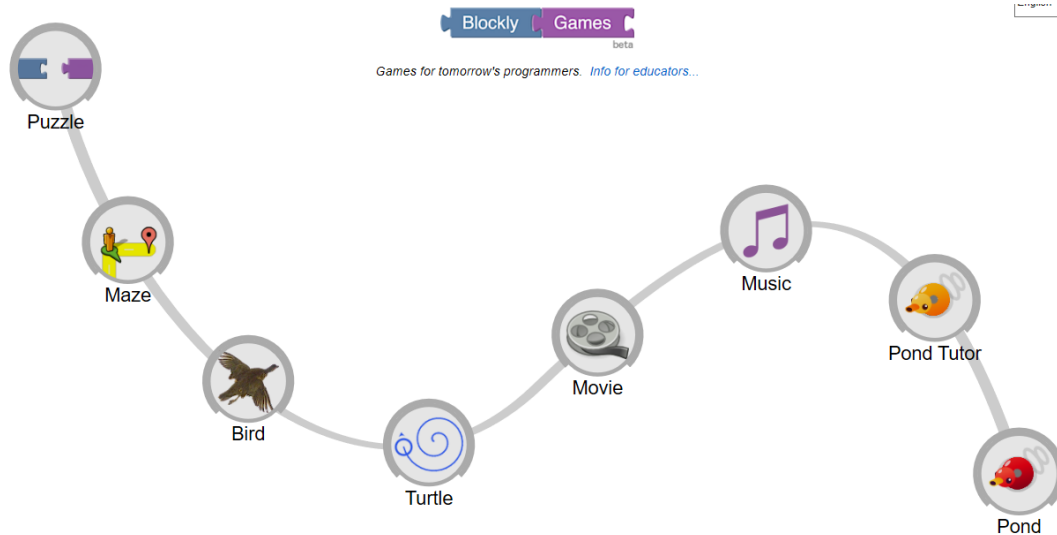 Blockly Games
beta
Games for tomorrow's programmers. Info for educators...
Puzzle
Maze
Bird
Turtle
Movie
Music
Pond Tutor
Pond